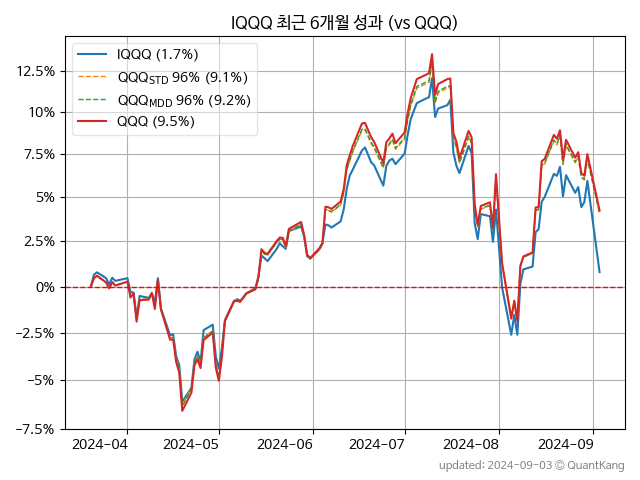 IQQQ 최근 6개월 성과 (vs QQQ)
IQQQ (1.7%)
QQQSTD 96% (9.1%)
QQQMDD 96% (9.2%)
QQQ (9.5%)
12.5%
10%
7.5%
5%
2.5%
0%
−2.5%
−5%
−7.5%
2024-04 2024-05 2024-06 2024-07 2024-08 2024-09
updated: 2024-09-03 © QuantKang